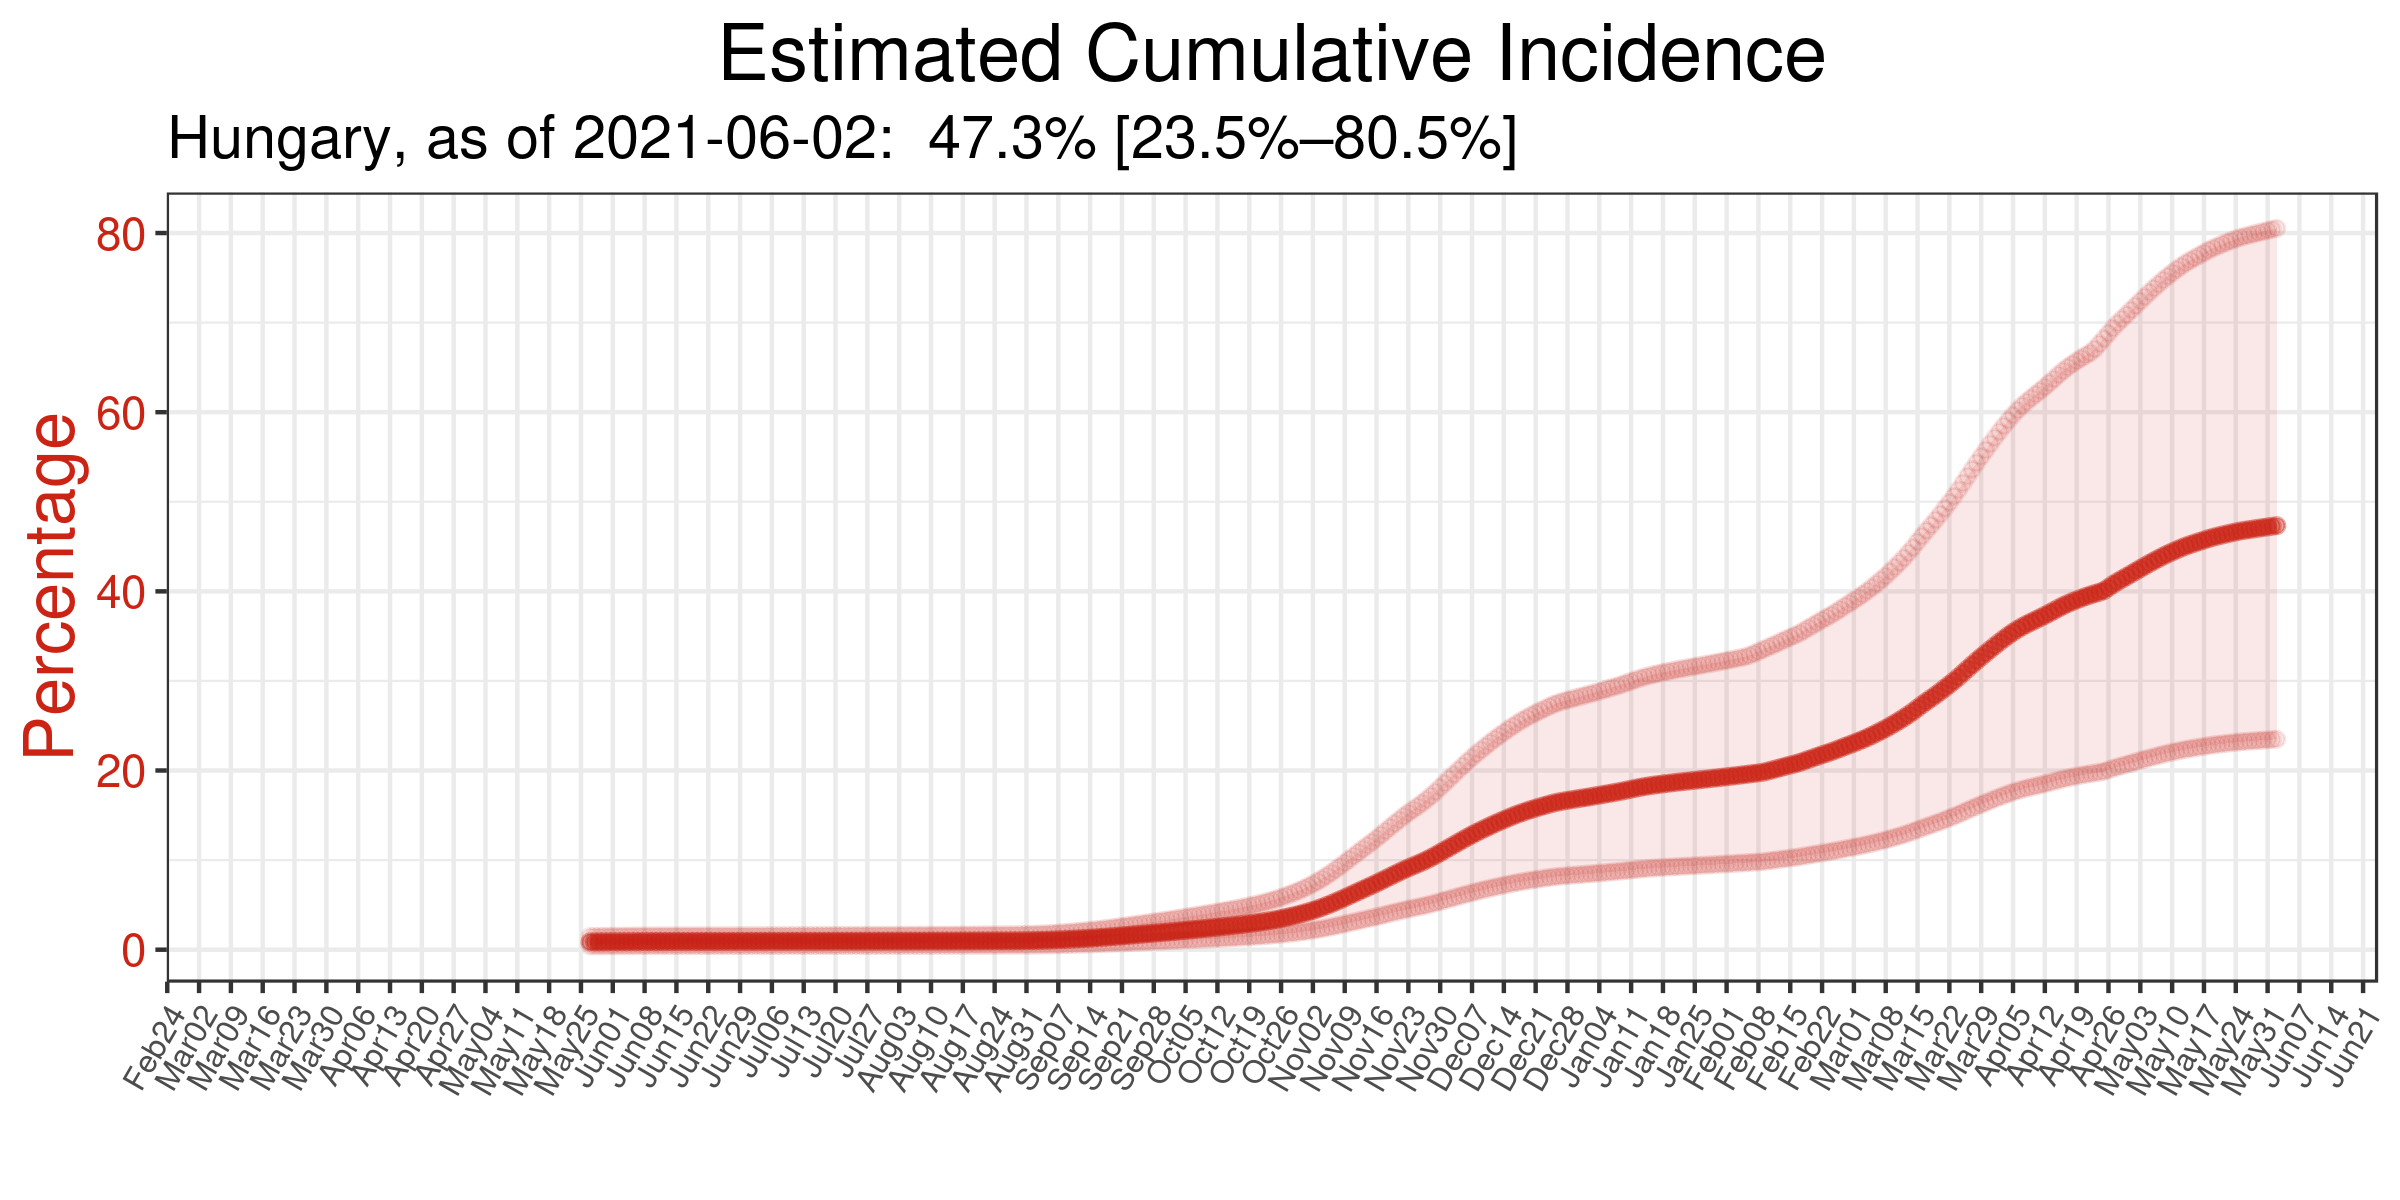 Estimated Cumulative Incidence
Hungary, as of 2021-06-02:  47.3% [23.5%–80.5%]
Percentage
80
60
40
20
0
Feb24
Mar02
Mar09
Mar16
Mar23
Mar30
Apr06
Apr13
Apr20
Apr27
May04
May11
May18
May25
Jun01
Jun08
Jun15
Jun22
Jun29
Jul06
Jul13
Jul20
Jul27
Aug03
Aug10
Aug17
Aug24
Aug31
Sep07
Sep14
Sep21
Sep28
Oct05
Oct12
Oct19
Oct26
Nov02
Nov09
Nov16
Nov23
Nov30
Dec07
Dec14
Dec21
Dec28
Jan04
Jan11
Jan18
Jan25
Feb01
Feb08
Feb15
Feb22
Mar01
Mar08
Mar15
Mar22
Mar29
Apr05
Apr12
Apr19
Apr26
May03
May10
May17
May24
May31
Jun07
Jun14
Jun21